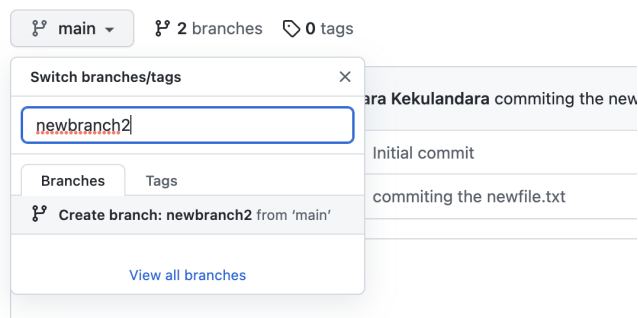 main 2 branches 0 tags
Switch branches/tags
ara Kekulandara commiting the new
newbranch2
Initial commit
Branches Tags
commiting the newfile.txt
Create branch: newbranch2 from ‘main’
View all branches